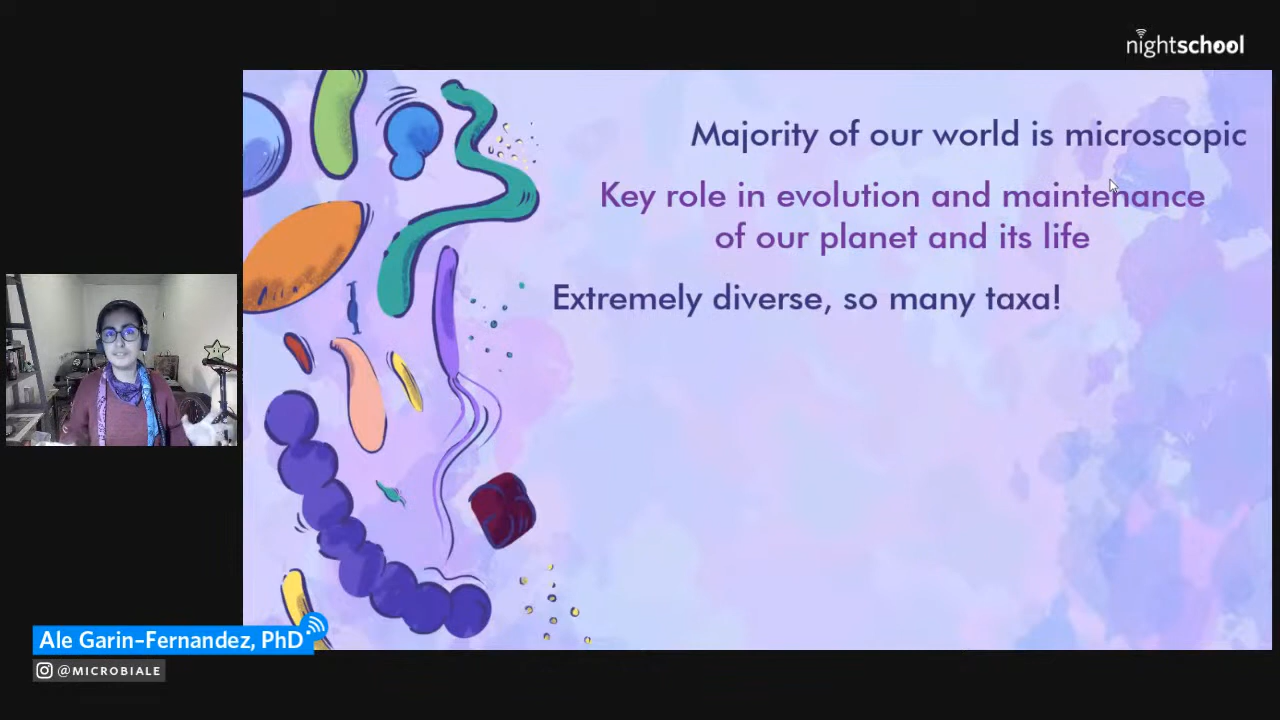 nightschool
Majority of our world is microscopic
Key role in evolution and maintenance
of our planet and its life
Extremely diverse, so many taxa!
Ale Garin-Fernandez, PhD
@MICROBIALE